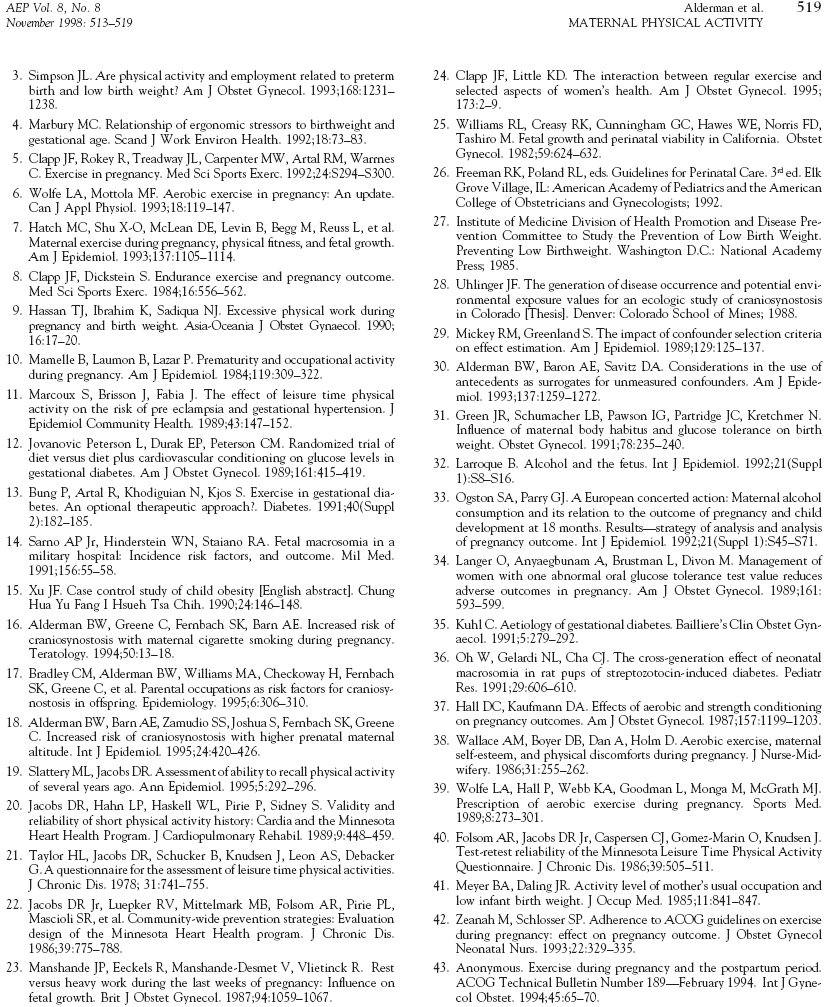 AEP Vol. 8, No. 8
November 1998: 513–519
Alderman et al. 519
MATERNAL PHYSICAL ACTIVITY
3. Simpson JL. Are physical activity and employment related to preterm
birth and low birth weight? Am J Obstet Gynecol. 1993;168:1231–
1238.
4. Marbury MC. Relationship of ergonomic stressors to birthweight and
gestational age. Scand J Work Environ Health. 1992;18:73–83.
5. Clapp JF, Rokey R, Treadway JL, Carpenter MW, Artal RM, Warmes
C. Exercise in pregnancy. Med Sci Sports Exerc. 1992;24:S294–S300.
6. Wolfe LA, Mottola MF. Aerobic exercise in pregnancy: An update.
Can J Appl Physiol. 1993;18:119–147.
7. Hatch MC, Shu X-O, McLean DE, Levin B, Begg M, Reuss L, et al.
Maternal exercise during pregnancy, physical fitness, and fetal growth.
Am J Epidemiol. 1993;137:1105–1114.
8. Clapp JF, Dickstein S. Endurance exercise and pregnancy outcome.
Med Sci Sports Exerc. 1984;16:556–562.
9. Hassan TJ, Ibrahim K, Sadiqua NJ. Excessive physical work during
pregnancy and birth weight. Asia-Oceania J Obstet Gynaecol. 1990;
16:17–20.
10. Mamelle B, Laumon B, Lazar P. Prematurity and occupational activity
during pregnancy. Am J Epidemiol. 1984;119:309–322.
11. Marcoux S, Brisson J, Fabia J. The effect of leisure time physical
activity on the risk of pre eclampsia and gestational hypertension. J
Epidemiol Community Health. 1989;43:147–152.
12. Jovanovic Peterson L, Durak EP, Peterson CM. Randomized trial of
diet versus diet plus cardiovascular conditioning on glucose levels in
gestational diabetes. Am J Obstet Gynecol. 1989;161:415–419.
13. Bung P, Artal R, Khodiguian N, Kjos S. Exercise in gestational dia-
betes. An optional therapeutic approach?. Diabetes. 1991;40(Suppl
2):182–185.
14. Sarno AP Jr, Hinderstein WN, Staiano RA. Fetal macrosomia in a
military hospital: Incidence risk factors, and outcome. Mil Med.
1991;156:55–58.
15. Xu JF. Case control study of child obesity [English abstract]. Chung
Hua Yu Fang I Hsueh Tsa Chih. 1990;24:146–148.
16. Alderman BW, Greene C, Fernbach SK, Barn AE. Increased risk of
craniosynostosis with maternal cigarette smoking during pregnancy.
Teratology. 1994;50:13–18.
17. Bradley CM, Alderman BW, Williams MA, Checkoway H, Fernbach
SK, Greene C, et al. Parental occupations as risk factors for craniosy-
nostosis in offspring. Epidemiology. 1995;6:306–310.
18. Alderman BW, Barn AE, Zamudio SS, Joshua S, Fernbach SK, Greene
C. Increased risk of craniosynostosis with higher prenatal maternal
altitude. Int J Epidemiol. 1995;24:420–426.
19. Slattery ML, Jacobs DR. Assessment of ability to recall physical activity
of several years ago. Ann Epidemiol. 1995;5:292–296.
20. Jacobs DR, Hahn LP, Haskell WL, Pirie P, Sidney S. Validity and
reliability of short physical activity history: Cardia and the Minnesota
Heart Health Program. J Cardiopulmonary Rehabil. 1989;9:448–459.
21. Taylor HL, Jacobs DR, Schucker B, Knudsen J, Leon AS, Debacker
G. A questionnaire for the assessment of leisure time physical activities.
J Chronic Dis. 1978; 31:741–755.
22. Jacobs DR Jr, Luepker RV, Mittelmark MB, Folsom AR, Pirie PL,
Mascioli SR, et al. Community-wide prevention strategies: Evaluation
design of the Minnesota Heart Health program. J Chronic Dis.
1986;39:775–788.
23. Manshande JP, Eeckels R, Manshande-Desmet V, Vlietinck R. Rest
versus heavy work during the last weeks of pregnancy: Influence on
fetal growth. Brit J Obstet Gynecol. 1987;94:1059–1067.
24. Clapp JF, Little KD. The interaction between regular exercise and
selected aspects of women's health. Am J Obstet Gynecol. 1995;
173:2–9.
25. Williams RL, Creasy RK, Cunningham GC, Hawes WE, Norris FD,
Tashiro M. Fetal growth and perinatal viability in California. Obstet
Gynecol. 1982;59:624–632.
26. Freeman RK, Poland RL, eds. Guidelines for Perinatal Care. 3rd ed. Elk
Grove Village, IL: American Academy of Pediatrics and the American
College of Obstetricians and Gynecologists; 1992.
27. Institute of Medicine Division of Health Promotion and Disease Pre-
vention Committee to Study the Prevention of Low Birth Weight.
Preventing Low Birthweight. Washington D.C.: National Academy
Press; 1985.
28. Uhlinger JF. The generation of disease occurrence and potential envi-
ronmental exposure values for an ecologic study of craniosynostosis
in Colorado [Thesis]. Denver: Colorado School of Mines; 1988.
29. Mickey RM, Greenland S. The impact of confounder selection criteria
on effect estimation. Am J Epidemiol. 1989;129:125–137.
30. Alderman BW, Baron AE, Savitz DA. Considerations in the use of
antecedents as surrogates for unmeasured confounders. Am J Epide-
miol. 1993;137:1259–1272.
31. Green JR, Schumacher LB, Pawson IG, Partridge JC, Kretchmer N.
Influence of maternal body habitus and glucose tolerance on birth
weight. Obstet Gynecol. 1991;78:235–240.
32. Larroque B. Alcohol and the fetus. Int J Epidemiol. 1992;21(Suppl
1):S8–S16.
33. Ogston SA, Parry GJ. A European concerted action: Maternal alcohol
consumption and its relation to the outcome of pregnancy and child
development at 18 months. Results—strategy of analysis and analysis
of pregnancy outcome. Int J Epidemiol. 1992;21(Suppl 1):S45–S71.
34. Langer O, Anyaegbunam A, Brustman L, Divon M. Management of
women with one abnormal oral glucose tolerance test value reduces
adverse outcomes in pregnancy. Am J Obstet Gynecol. 1989;161:
593–599.
35. Kuhl C. Aetiology of gestational diabetes. Bailliere's Clin Obstet Gyn-
aecol. 1991;5:279–292.
36. Oh W, Gelardi NL, Cha CJ. The cross-generation effect of neonatal
macrosomia in rat pups of streptozotocin-induced diabetes. Pediatr
Res. 1991;29:606–610.
37. Hall DC, Kaufmann DA. Effects of aerobic and strength conditioning
on pregnancy outcomes. Am J Obstet Gynecol. 1987;157:1199–1203.
38. Wallace AM, Boyer DB, Dan A, Holm D. Aerobic exercise, maternal
self-esteem, and physical discomforts during pregnancy. J Nurse-Mid-
wifery. 1986;31:255–262.
39. Wolfe LA, Hall P, Webb KA, Goodman L, Monga M, McGrath MJ.
Prescription of aerobic exercise during pregnancy. Sports Med.
1989;8:273–301.
40. Folsom AR, Jacobs DR Jr, Caspersen CJ, Gomez-Marin O, Knudsen J.
Test-retest reliability of the Minnesota Leisure Time Physical Activity
Questionnaire. J Chronic Dis. 1986;39:505–511.
41. Meyer BA, Daling JR. Activity level of mother's usual occupation and
low infant birth weight. J Occup Med. 1985;11:841–847.
42. Zeanah M, Schlosser SP. Adherence to ACOG guidelines on exercise
during pregnancy: effect on pregnancy outcome. J Obstet Gynecol
Neonatal Nurs. 1993;22:329–335.
43. Anonymous. Exercise during pregnancy and the postpartum period.
ACOG Technical Bulletin Number 189—February 1994. Int J Gyne-
col Obstet. 1994;45:65–70.